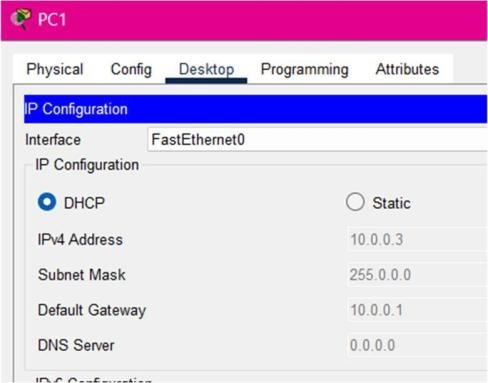 PC1
Physical Config Desktop Programming Attributes
IP Configuration
Interface FastEthernet0
IP Configuration
DHCP Static
IPv4 Address 10.0.0.3
Subnet Mask 255.0.0.0
Default Gateway 10.0.0.1
DNS Server 0.0.0.0
IPv6 Configuration